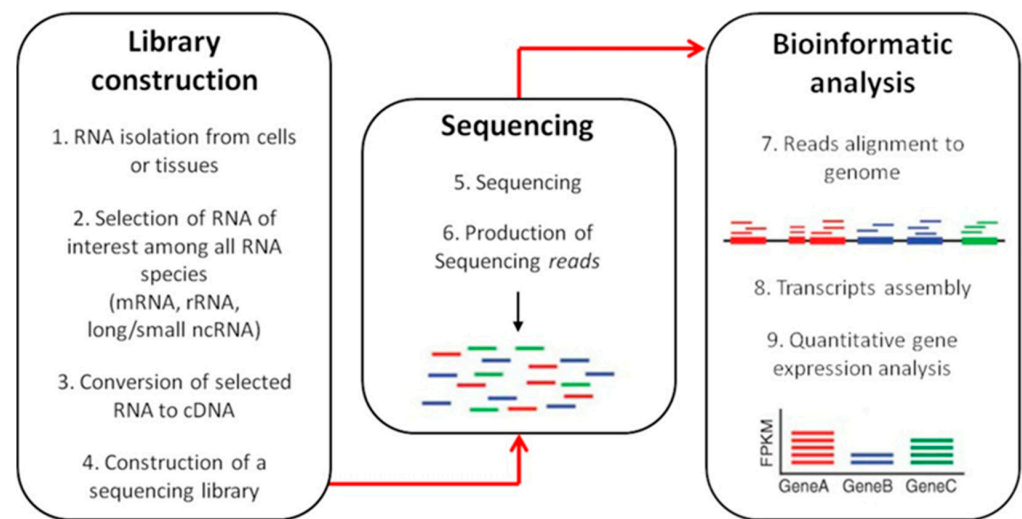 Library
construction
1. RNA isolation from cells
or tissues
2. Selection of RNA of
interest among all RNA
species
(mRNA, rRNA,
long/small ncRNA)
3. Conversion of selected
RNA to cDNA
4. Construction of a
sequencing library
Sequencing
5. Sequencing
6. Production of
Sequencing reads
Bioinformatic
analysis
7. Reads alignment to
genome
8. Transcripts assembly
9. Quantitative gene
expression analysis
FPKM
GeneA GeneB GeneC